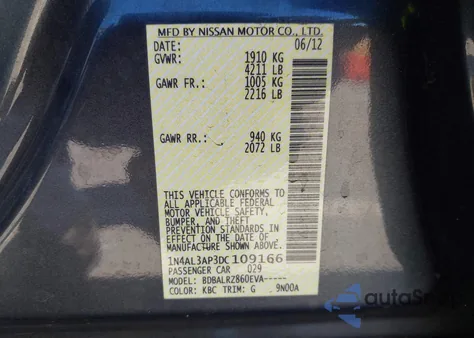 MFD BY NISSAN MOTOR CO., LTD.
DATE: 06/12
GVWR: 1910 KG
4211 LB
GAWR FR.: 1005 KG
2216 LB
GAWR RR.: 940 KG
2072 LB
THIS VEHICLE CONFORMS TO
ALL APPLICABLE FEDERAL
MOTOR VEHICLE SAFETY,
BUMPER, AND THEFT
PREVENTION STANDARDS
IN EFFECT ON THE DATE OF
MANUFACTURE SHOWN ABOVE.
1N4AL3AP3DC109166
PASSENGER CAR 029
MODEL: BDBALRZ860EVA-----
COLOR: KBC TRIM: G 9N00A